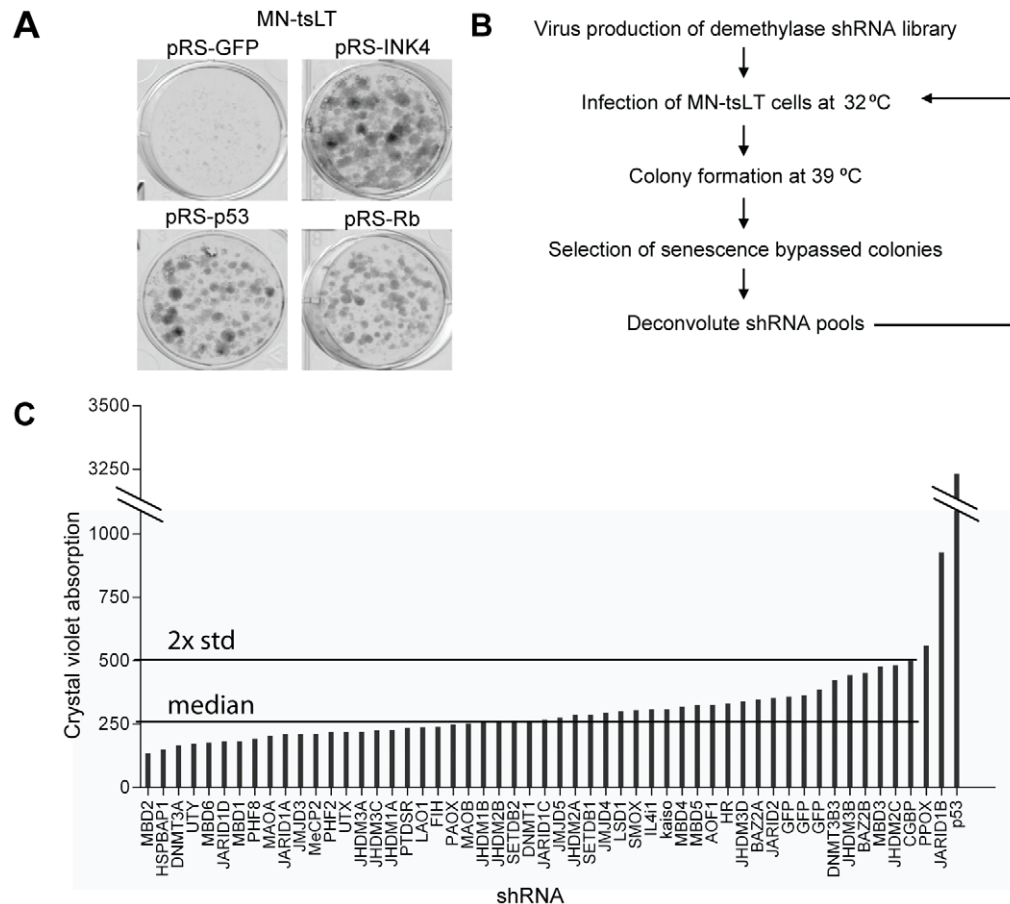 A
MN-tsLT
pRS-GFP
pRS-INK4
pRS-p53
pRS-Rb
B
Virus production of demethylase shRNA library
Infection of MN-tsLT cells at 32 ºC
Colony formation at 39 ºC
Selection of senescence bypassed colonies
Deconvolute shRNA pools
C
Crystal violet absorption
3500
3250
1000
750
500
250
0
2x std
median
MBD2
HSPBAP1
DNMT3A
UTY
MBD6
JARID1D
MBD1
PHF8
MAOA
JARID1A
JMJD3
MeCP2
PHF2
UTX
JHDM3A
JHDM3C
JHDM1A
PTDSR
LAO1
FIH
PAOX
MAOB
JHDM1B
JHDM2B
SETDB2
DNMT1
JARID1C
JMJD5
JHDM2A
SETDB1
JMJD4
LSD1
SMOX
IL4i1
kaiso
MBD4
MBD5
AOF1
HR
JHDM3D
BAZ2A
JARID2
GFP
GFP
GFP
DNMT3B3
JHDM3B
BAZ2B
MBD3
JHDM2C
CGBP
PPOX
JARID1B
p53
shRNA